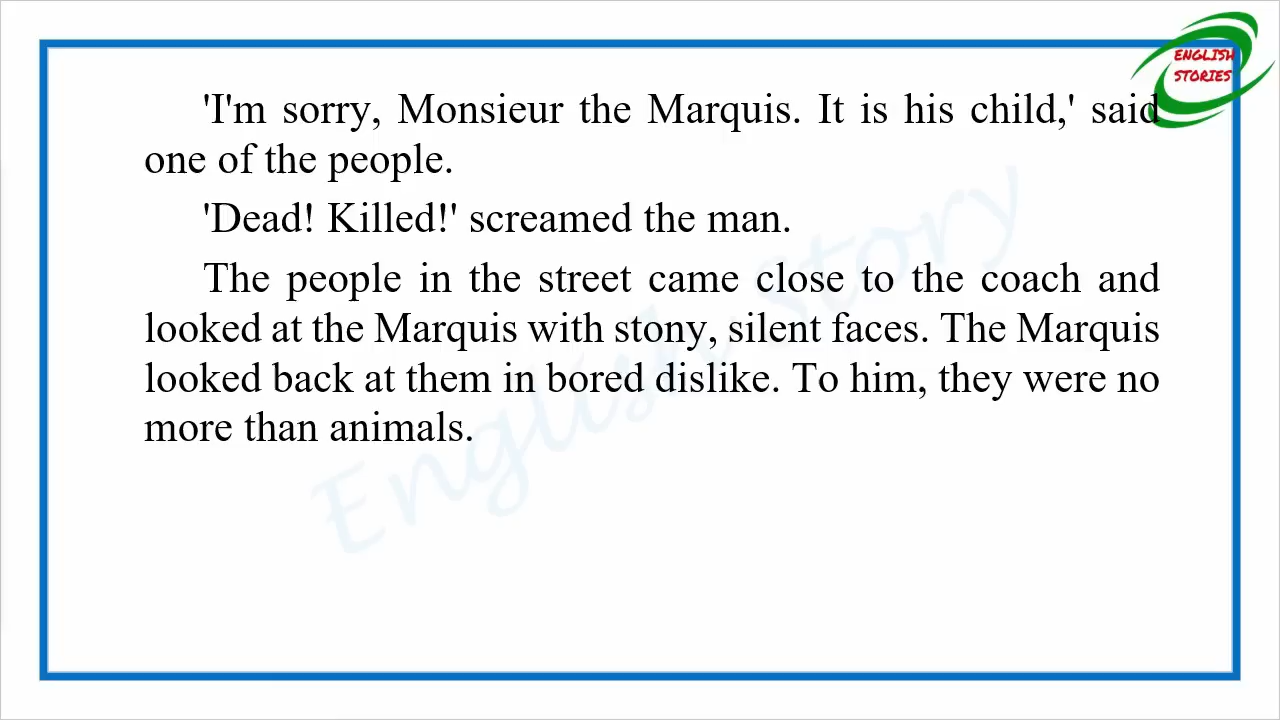 ENGLISH
STORIES
'I'm sorry, Monsieur the Marquis. It is his child,' said
one of the people.
'Dead! Killed!' screamed the man.
The people in the street came close to the coach and
looked at the Marquis with stony, silent faces. The Marquis
looked back at them in bored dislike. To him, they were no
more than animals.
English Story